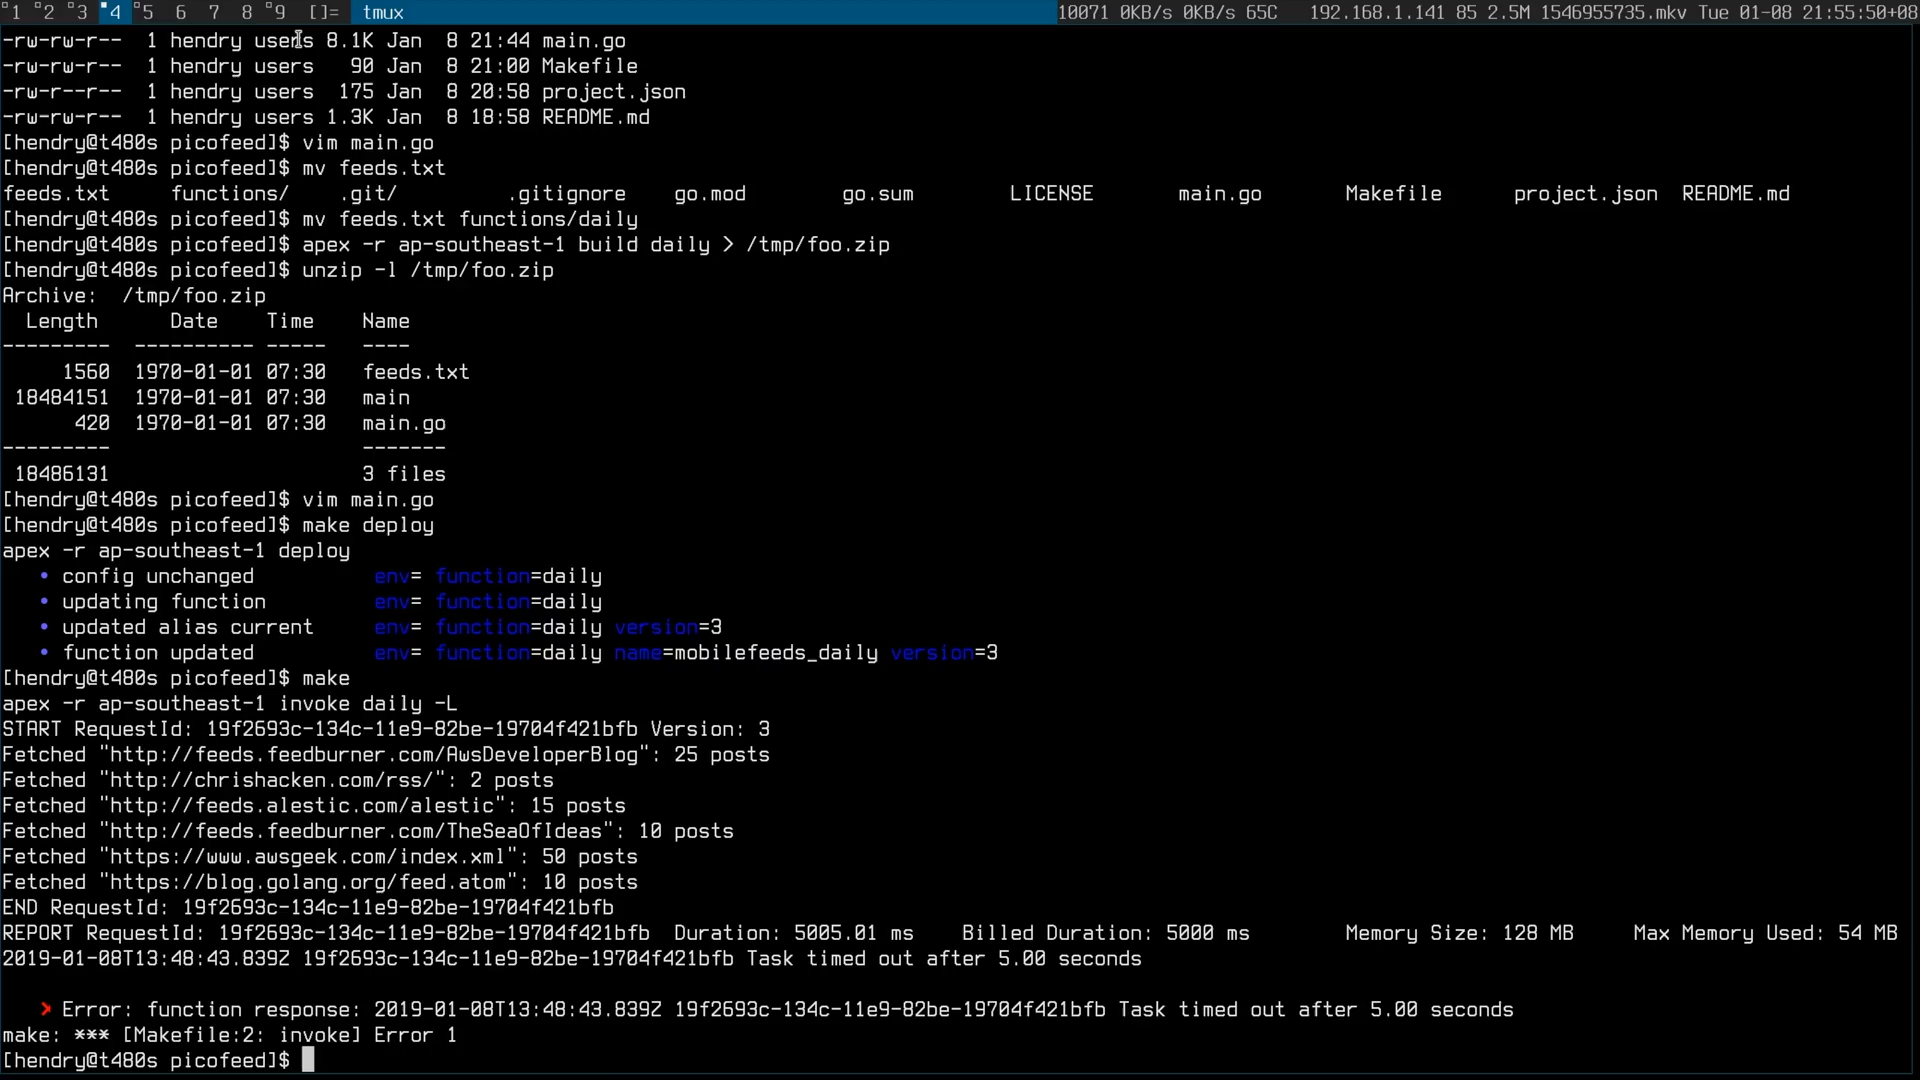 1 2 3 4 5 6 7 8 9 []= tmux 10071 0KB/s 0KB/s 65C 192.168.1.141 85 2.5M 1546955735.mkv Tue 01-08 21:55:50+08
-rw-rw-r-- 1 hendry users 8.1K Jan 8 21:44 main.go
-rw-rw-r-- 1 hendry users 90 Jan 8 21:00 Makefile
-rw-r--r-- 1 hendry users 175 Jan 8 20:58 project.json
-rw-rw-r-- 1 hendry users 1.3K Jan 8 18:58 README.md
[hendry@t480s picofeed]$ vim main.go
[hendry@t480s picofeed]$ mv feeds.txt
feeds.txt functions/ .git/ .gitignore go.mod go.sum LICENSE main.go Makefile project.json README.md
[hendry@t480s picofeed]$ mv feeds.txt functions/daily
[hendry@t480s picofeed]$ apex -r ap-southeast-1 build daily > /tmp/foo.zip
[hendry@t480s picofeed]$ unzip -l /tmp/foo.zip
Archive: /tmp/foo.zip
Length Date Time Name
--------- ---------- ----- ----
1560 1970-01-01 07:30 feeds.txt
18484151 1970-01-01 07:30 main
420 1970-01-01 07:30 main.go
--------- -------
18486131 3 files
[hendry@t480s picofeed]$ vim main.go
[hendry@t480s picofeed]$ make deploy
apex -r ap-southeast-1 deploy
• config unchanged env= function=daily
• updating function env= function=daily
• updated alias current env= function=daily version=3
• function updated env= function=daily name=mobilefeeds_daily version=3
[hendry@t480s picofeed]$ make
apex -r ap-southeast-1 invoke daily -L
START RequestId: 19f2693c-134c-11e9-82be-19704f421bfb Version: 3
Fetched "http://feeds.feedburner.com/AwsDeveloperBlog": 25 posts
Fetched "http://chrishacken.com/rss/": 2 posts
Fetched "http://feeds.alestic.com/alestic": 15 posts
Fetched "http://feeds.feedburner.com/TheSeaOfIdeas": 10 posts
Fetched "https://www.awsgeek.com/index.xml": 50 posts
Fetched "https://blog.golang.org/feed.atom": 10 posts
END RequestId: 19f2693c-134c-11e9-82be-19704f421bfb
REPORT RequestId: 19f2693c-134c-11e9-82be-19704f421bfb Duration: 5005.01 ms Billed Duration: 5000 ms Memory Size: 128 MB Max Memory Used: 54 MB
2019-01-08T13:48:43.839Z 19f2693c-134c-11e9-82be-19704f421bfb Task timed out after 5.00 seconds
> Error: function response: 2019-01-08T13:48:43.839Z 19f2693c-134c-11e9-82be-19704f421bfb Task timed out after 5.00 seconds
make: *** [Makefile:2: invoke] Error 1
[hendry@t480s picofeed]$